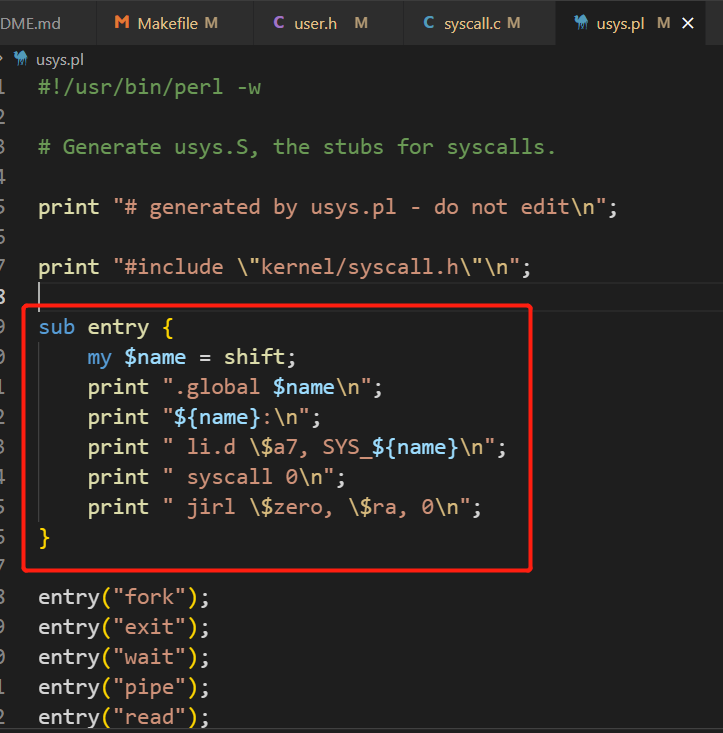 DME.md Makefile M user.h M syscall.c M usys.pl M
usys.pl
1 #!/usr/bin/perl -w
2
3 # Generate usys.S, the stubs for syscalls.
4
5 print "# generated by usys.pl - do not edit\n";
6
7 print "#include \"kernel/syscall.h\"\n";
8
9 sub entry {
0 my $name = shift;
1 print ".global $name\n";
2 print "${name}:\n";
3 print " li.d \$a7, SYS_${name}\n";
4 print " syscall 0\n";
5 print " jirl \$zero, \$ra, 0\n";
6 }
7
8 entry("fork");
9 entry("exit");
0 entry("wait");
1 entry("pipe");
2 entry("read");